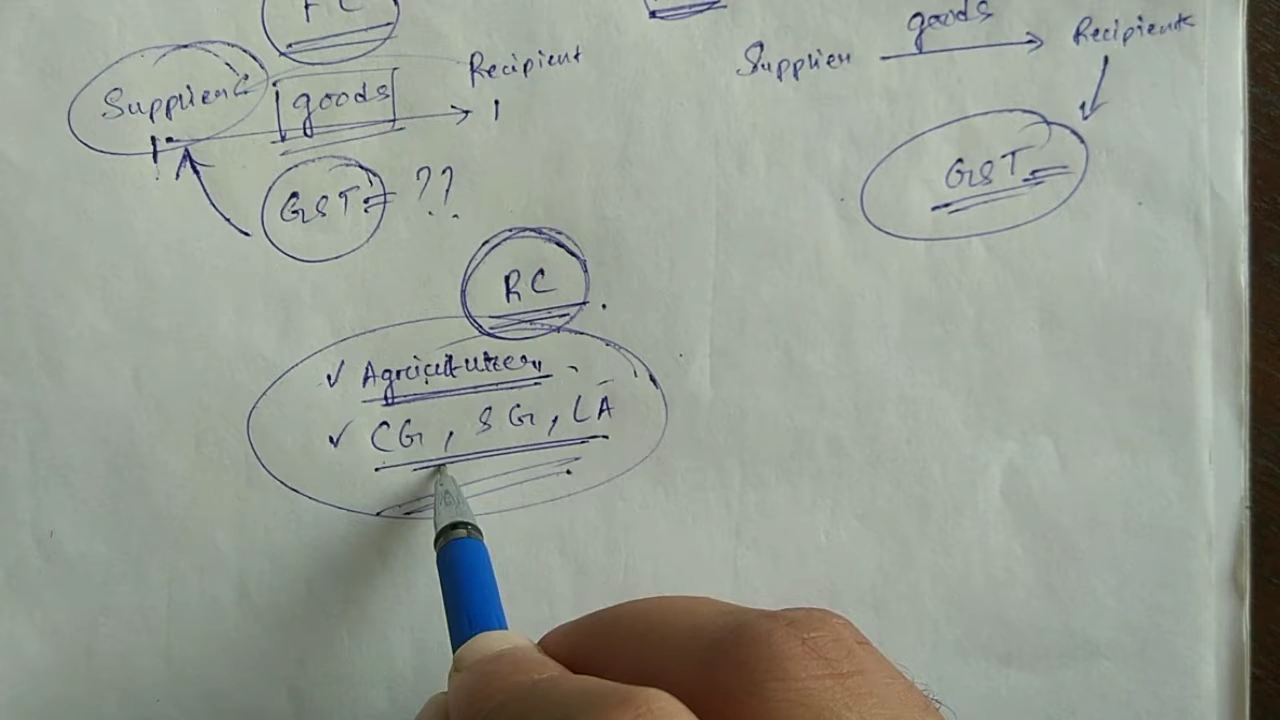 FC
Supplier
goods
Recipient
GST = ??
goods
Supplier
Recipient
GST
RC
✓ Agriculturer
✓ CG, SG, LA